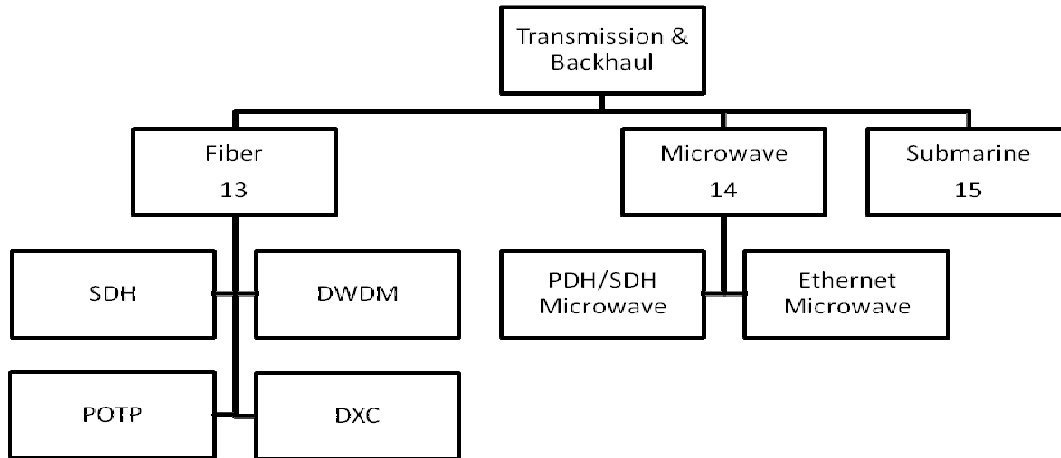 Transmission &
Backhaul
Fiber
13
Microwave
14
Submarine
15
SDH
DWDM
PDH/SDH
Microwave
Ethernet
Microwave
POTP
DXC